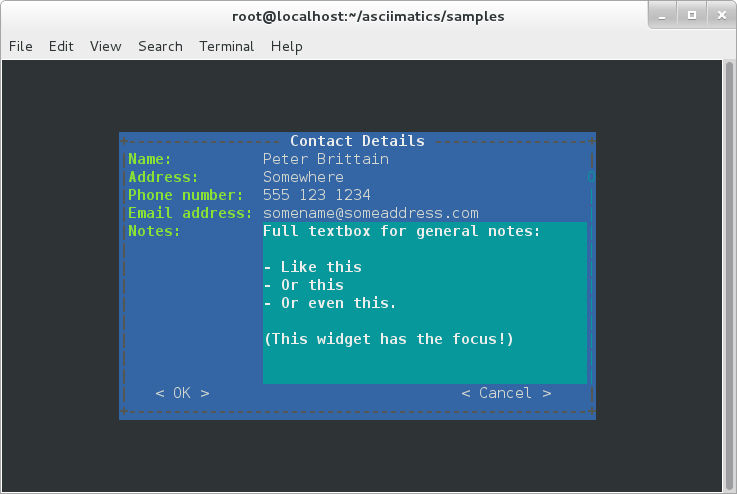 root@localhost:~/asciimatics/samples
File Edit View Search Terminal Help
Contact Details
Name: Peter Brittain
Address: Somewhere
Phone number: 555 123 1234
Email address: somename@someaddress.com
Notes: Full textbox for general notes:
- Like this
- Or this
- Or even this.
(This widget has the focus!)
< OK > < Cancel >